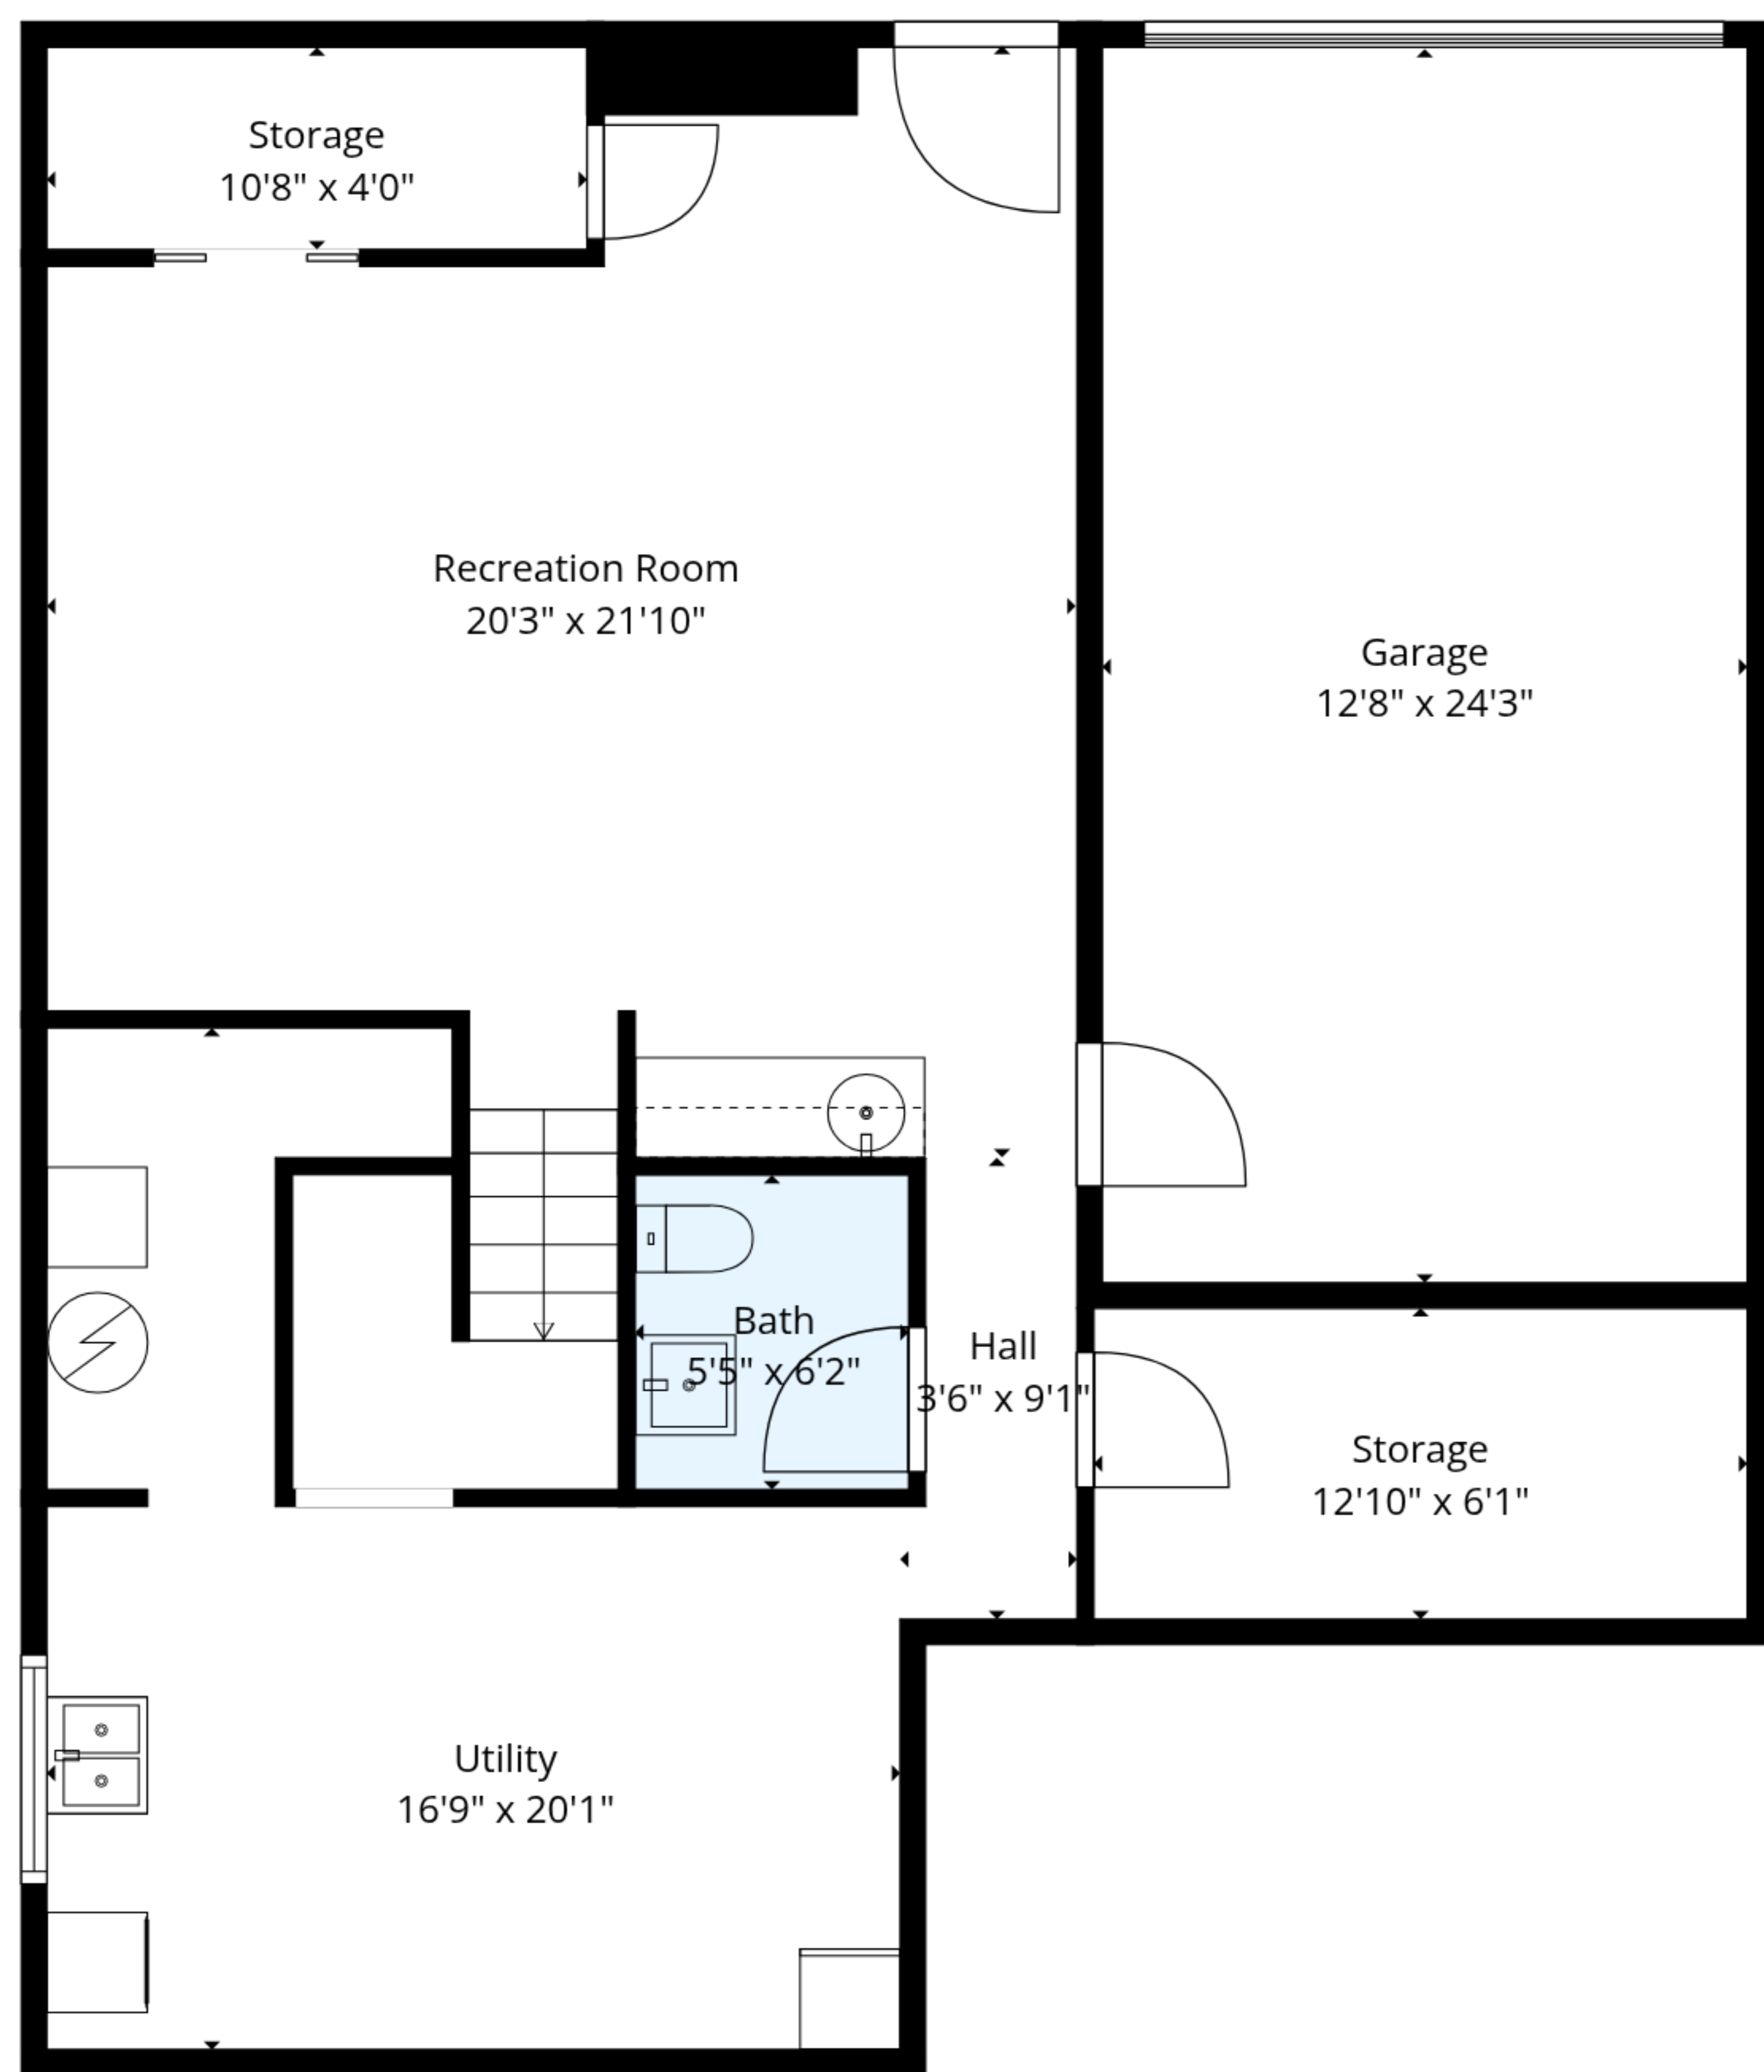 Storage
10'8" x 4'0"
Recreation Room
20'3" x 21'10"
Garage
12'8" x 24'3"
Bath
5'5" x 6'2"
Hall
3'6" x 9'1"
Storage
12'10" x 6'1"
Utility
16'9" x 20'1"